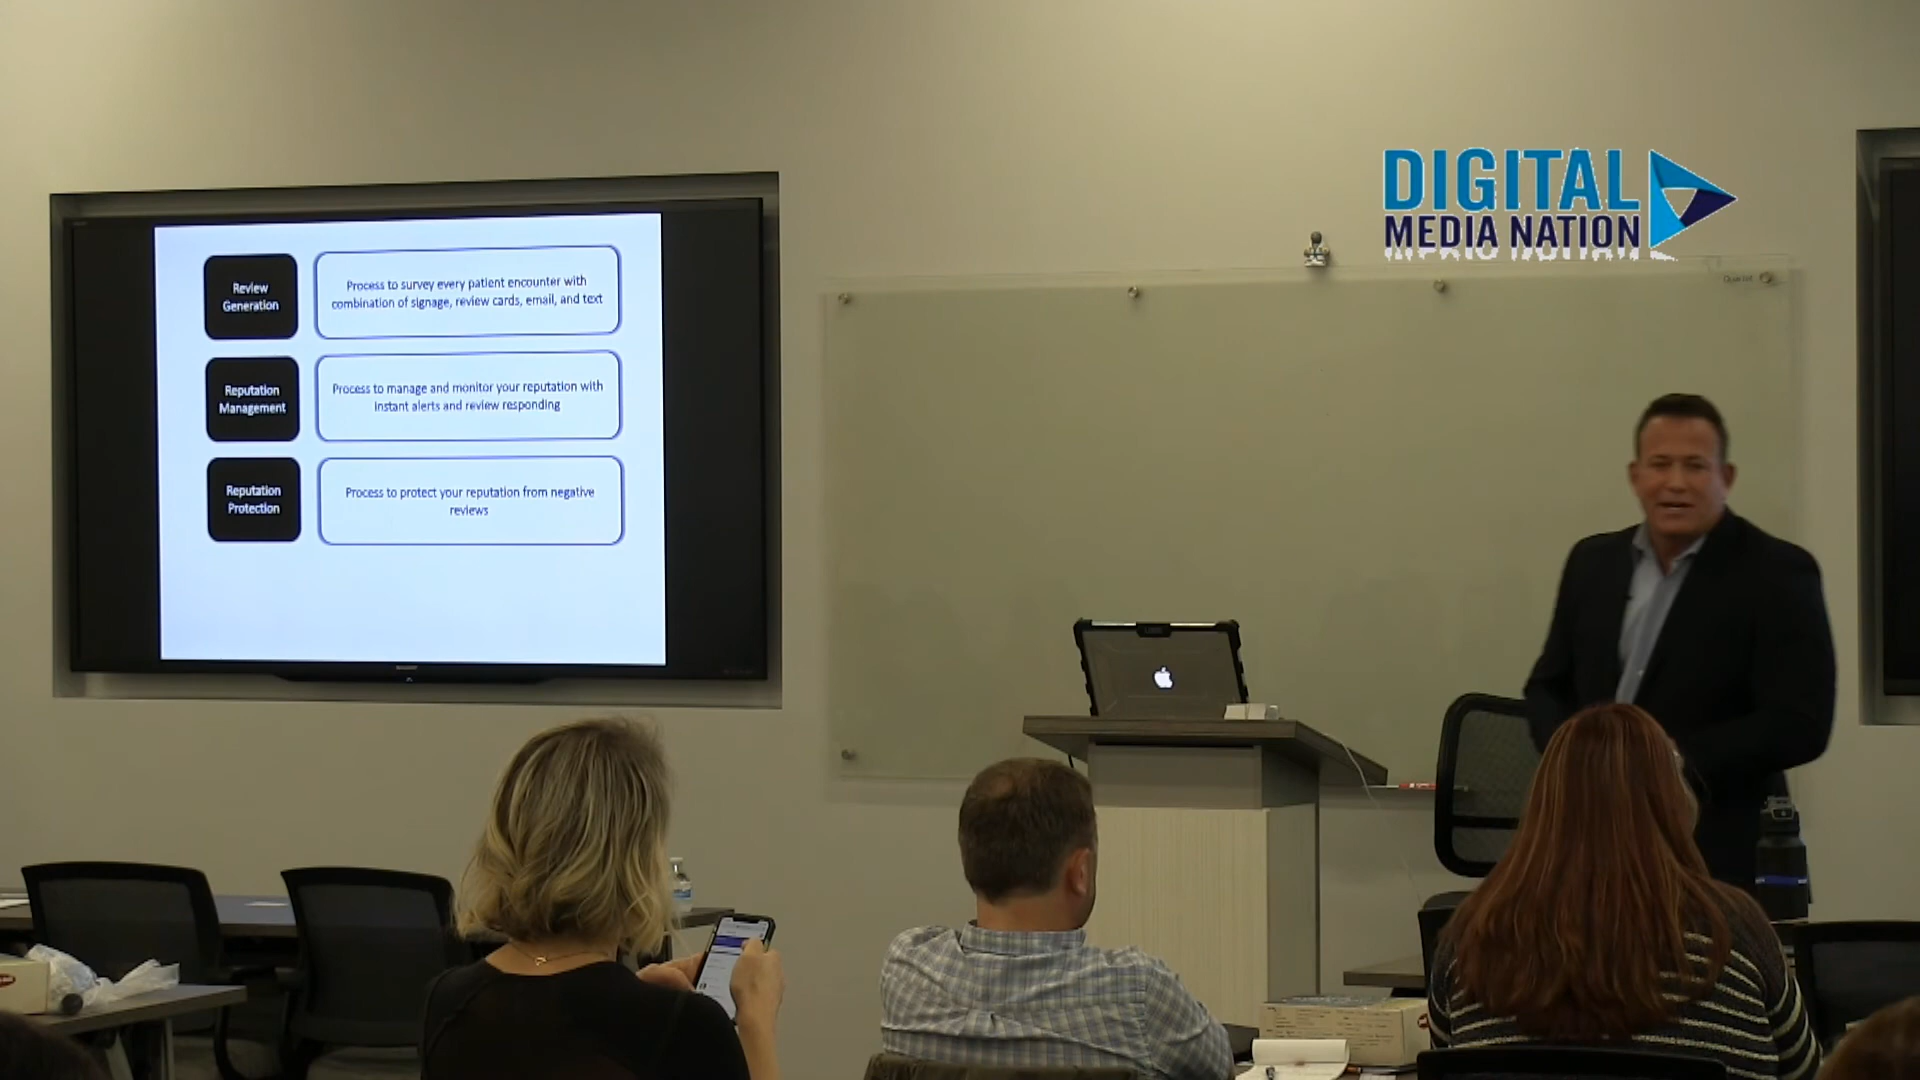 DIGITAL
MEDIA NATION
Review
Generation
Process to survey every patient encounter with
combination of signage, review cards, email, and text
Reputation
Management
Process to manage and monitor your reputation with
instant alerts and review responding
Reputation
Protection
Process to protect your reputation from negative
reviews